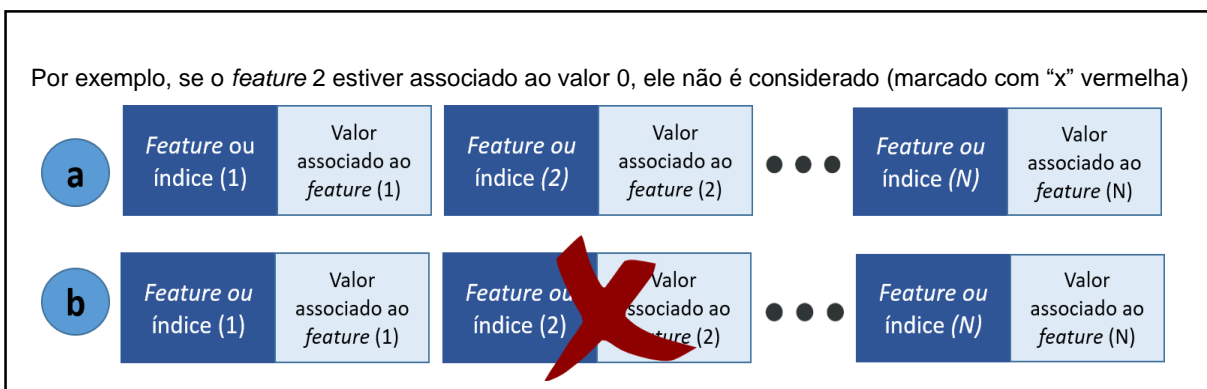 Por exemplo, se o feature 2 estiver associado ao valor 0, ele não é considerado (marcado com “x” vermelha)
a
Feature ou
índice (1)
Valor
associado ao
feature (1)
Feature ou
índice (2)
Valor
associado ao
feature (2)
Feature ou
índice (N)
Valor
associado ao
feature (N)
b
Feature ou
índice (1)
Valor
associado ao
feature (1)
Feature ou
índice (2)
Valor
associado ao
feature (2)
Feature ou
índice (N)
Valor
associado ao
feature (N)